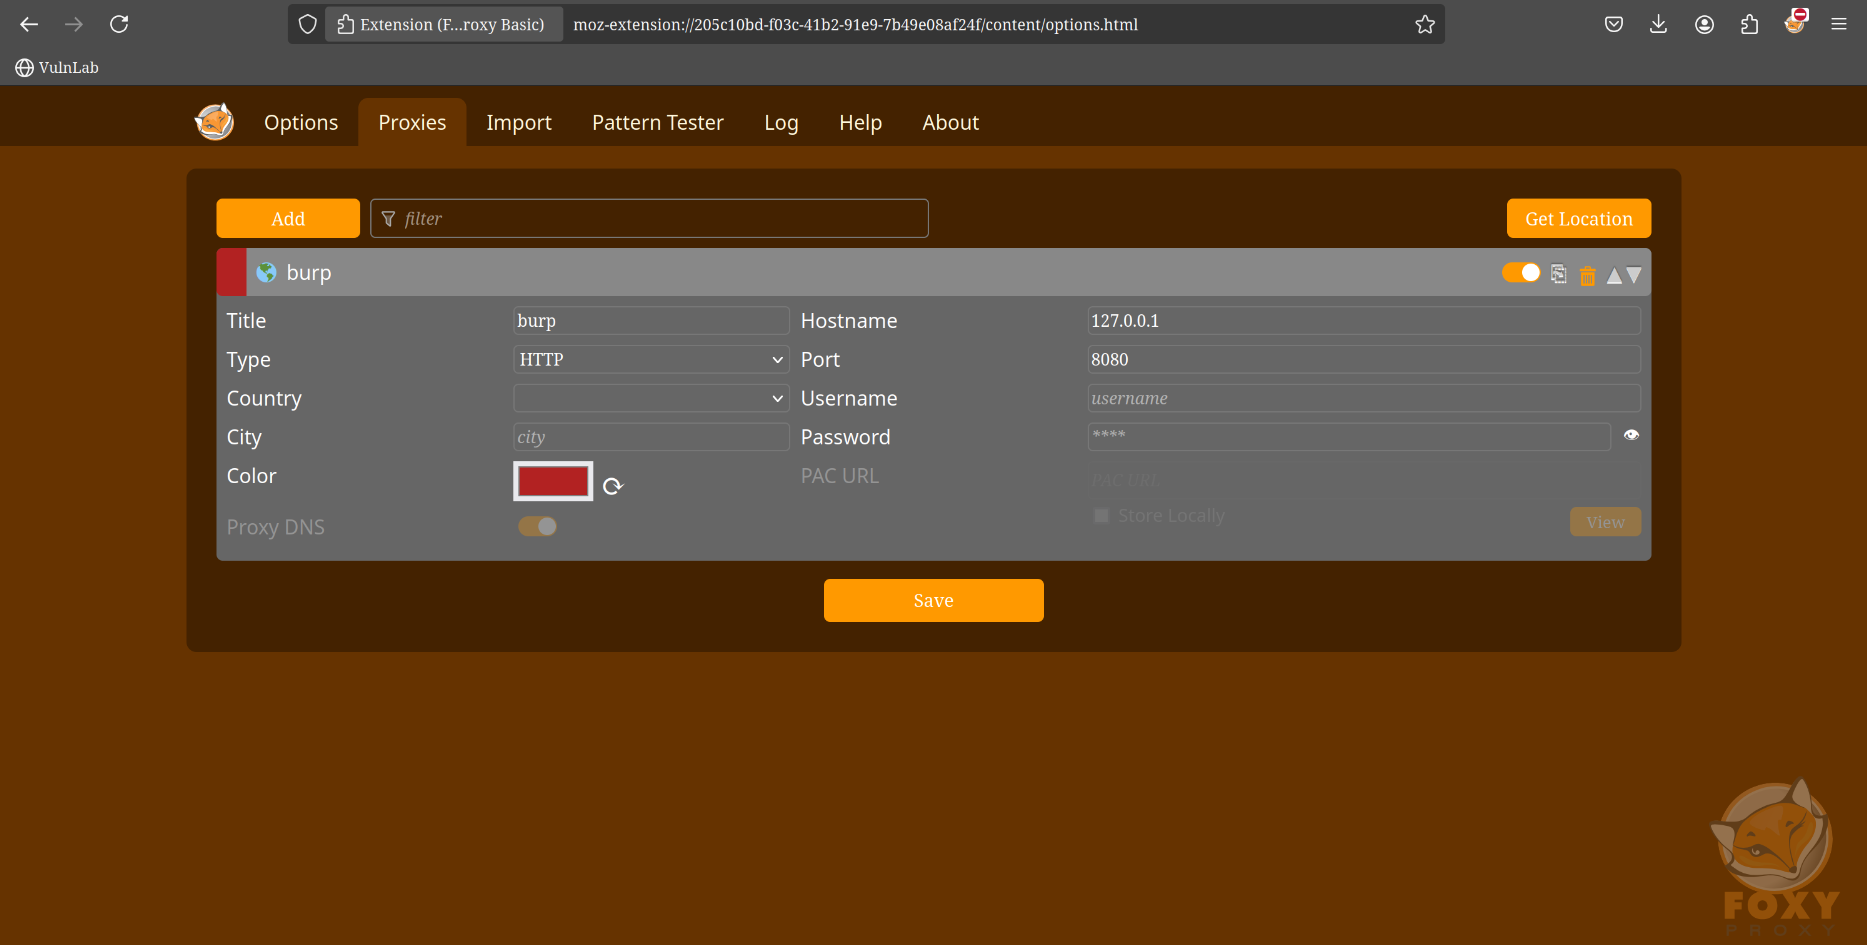 Extension (F...roxy Basic) moz-extension://205c10bd-f03c-41b2-91e9-7b49e08af24f/content/options.html
VulnLab
Options Proxies Import Pattern Tester Log Help About
Add filter Get Location
burp
Title burp Hostname 127.0.0.1
Type HTTP Port 8080
Country Username username
City city Password ****
Color PAC URL PAC URL
Store Locally
Proxy DNS View
Save
FOXY
PROXY